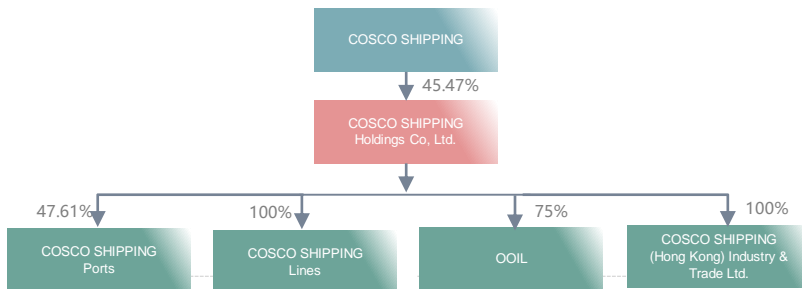 COSCO SHIPPING
45.47%
COSCO SHIPPING
Holdings Co, Ltd.
47.61%
100%
75%
100%
COSCO SHIPPING
Ports
COSCO SHIPPING
Lines
OOIL
COSCO SHIPPING
(Hong Kong) Industry &
Trade Ltd.